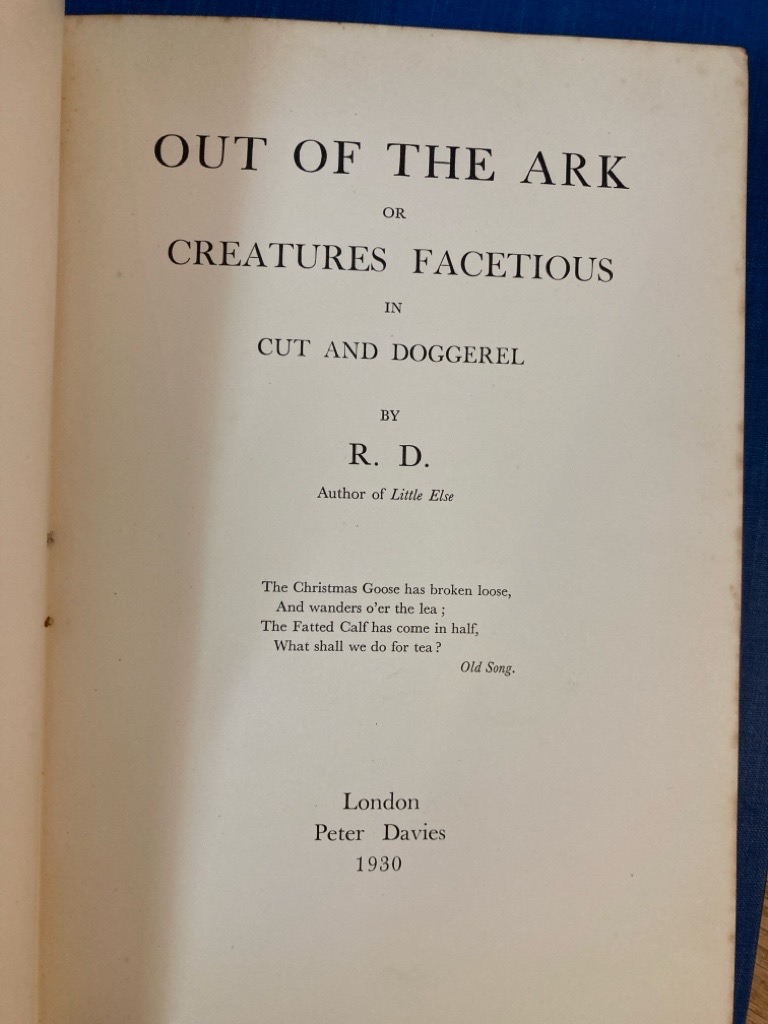 OUT OF THE ARK
OR
CREATURES FACETIOUS
IN
CUT AND DOGGEREL
BY
R. D.
Author of Little Else
The Christmas Goose has broken loose,
And wanders o'er the lea ;
The Fatted Calf has come in half,
What shall we do for tea ?
Old Song.
London
Peter Davies
1930